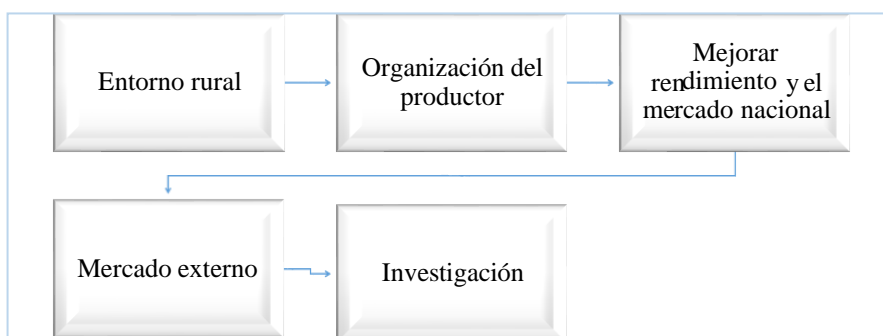 Entorno rural
Organización del
productor
Mejorar
rendimiento y el
mercado nacional
Mercado externo
Investigación